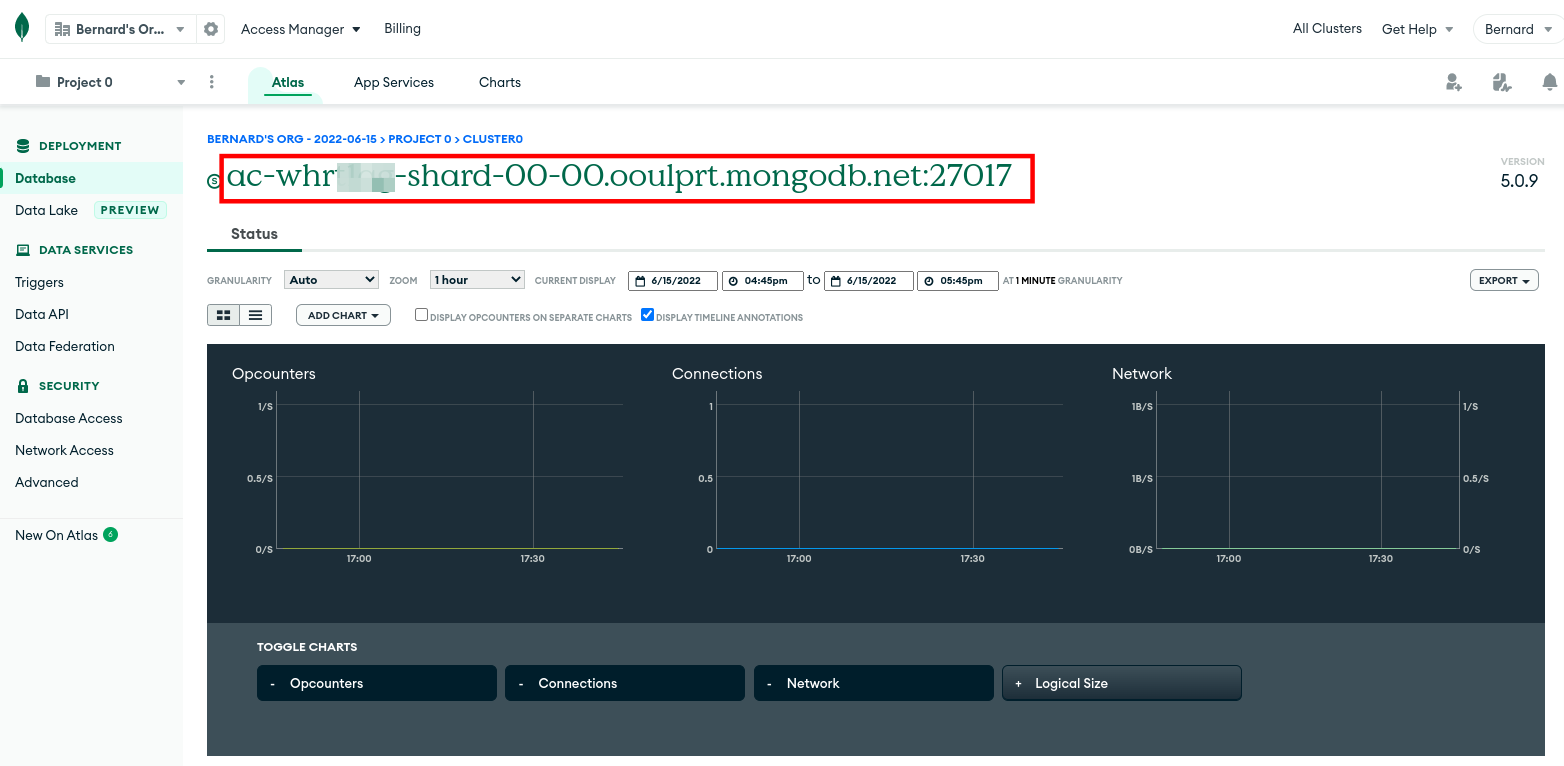 Bernard's Or...
Access Manager
Billing
All Clusters
Get Help
Bernard
Project 0
Atlas
App Services
Charts
DEPLOYMENT
Database
Data Lake PREVIEW
DATA SERVICES
Triggers
Data API
Data Federation
SECURITY
Database Access
Network Access
Advanced
New On Atlas 6
BERNARD'S ORG - 2022-06-15 > PROJECT 0 > CLUSTER0
S
-shard-00-00.ooulprt.mongodb.net:27017
VERSION
5.0.9
Status
GRANULARITY Auto ZOOM 1 hour CURRENT DISPLAY 6/15/2022 04:45pm to 6/15/2022 05:45pm AT 1 MINUTE GRANULARITY
EXPORT
ADD CHART
DISPLAY OPCOUNTERS ON SEPARATE CHARTS
DISPLAY TIMELINE ANNOTATIONS
Opcounters
1/S
0.5/S
0/S
17:00 17:30
Connections
1
0.5
0
17:00 17:30
Network
1B/S 1/S
1B/S 0.5/S
0B/S 0/S
17:00 17:30
TOGGLE CHARTS
- Opcounters
- Connections
- Network
+ Logical Size